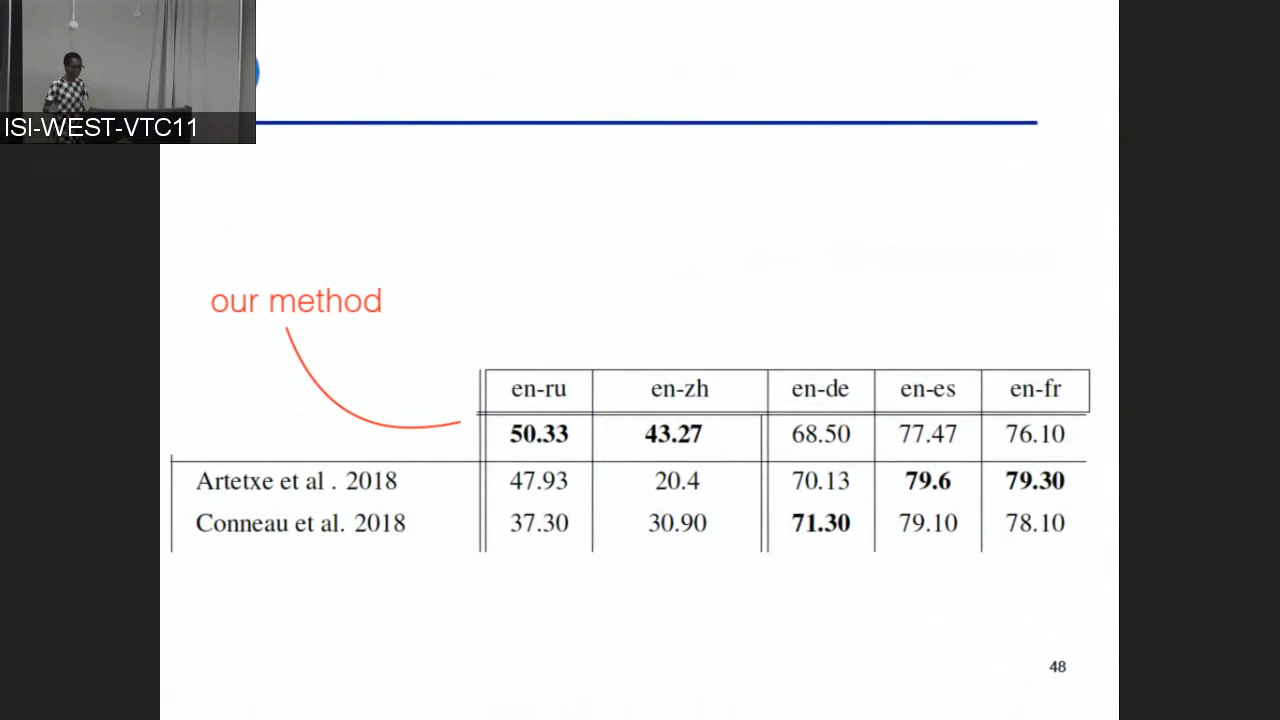 ISI-WEST-VTC11
our method
en-ru en-zh en-de en-es en-fr
50.33 43.27 68.50 77.47 76.10
Artetxe et al . 2018 47.93 20.4 70.13 79.6 79.30
Conneau et al. 2018 37.30 30.90 71.30 79.10 78.10
48